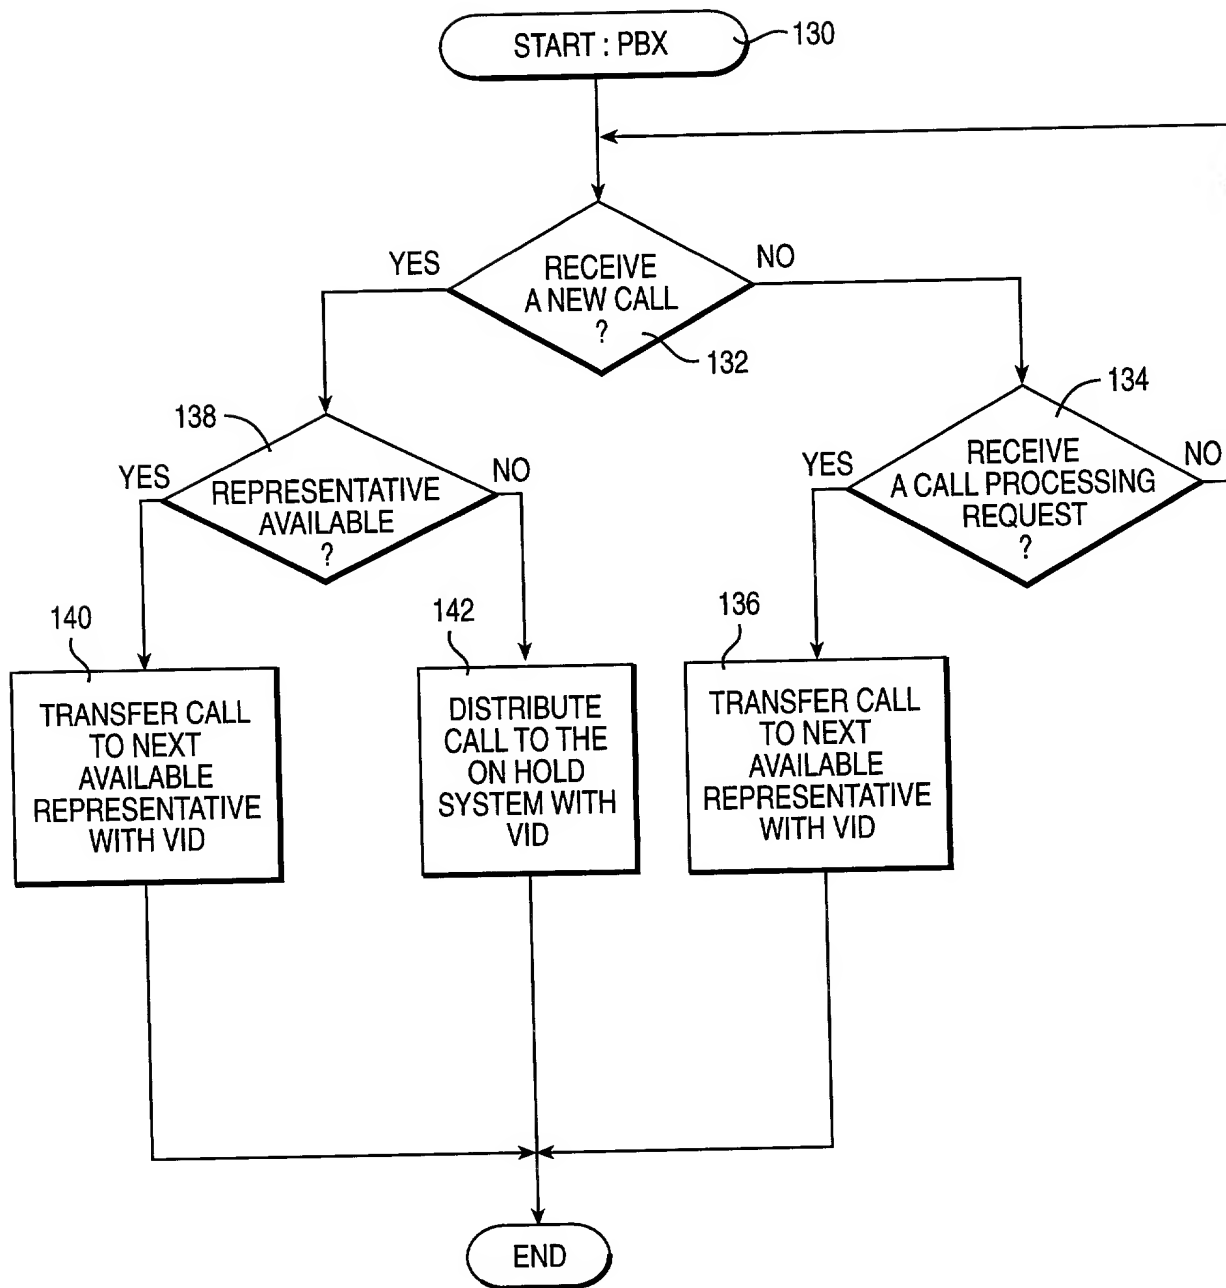 START : PBX
130
YES
RECEIVE
A NEW CALL
?
NO
132
138
YES
REPRESENTATIVE
AVAILABLE
?
NO
134
YES
RECEIVE
A CALL PROCESSING
REQUEST
?
NO
140
TRANSFER CALL
TO NEXT
AVAILABLE
REPRESENTATIVE
WITH VID
142
DISTRIBUTE
CALL TO THE
ON HOLD
SYSTEM WITH
VID
136
TRANSFER CALL
TO NEXT
AVAILABLE
REPRESENTATIVE
WITH VID
END